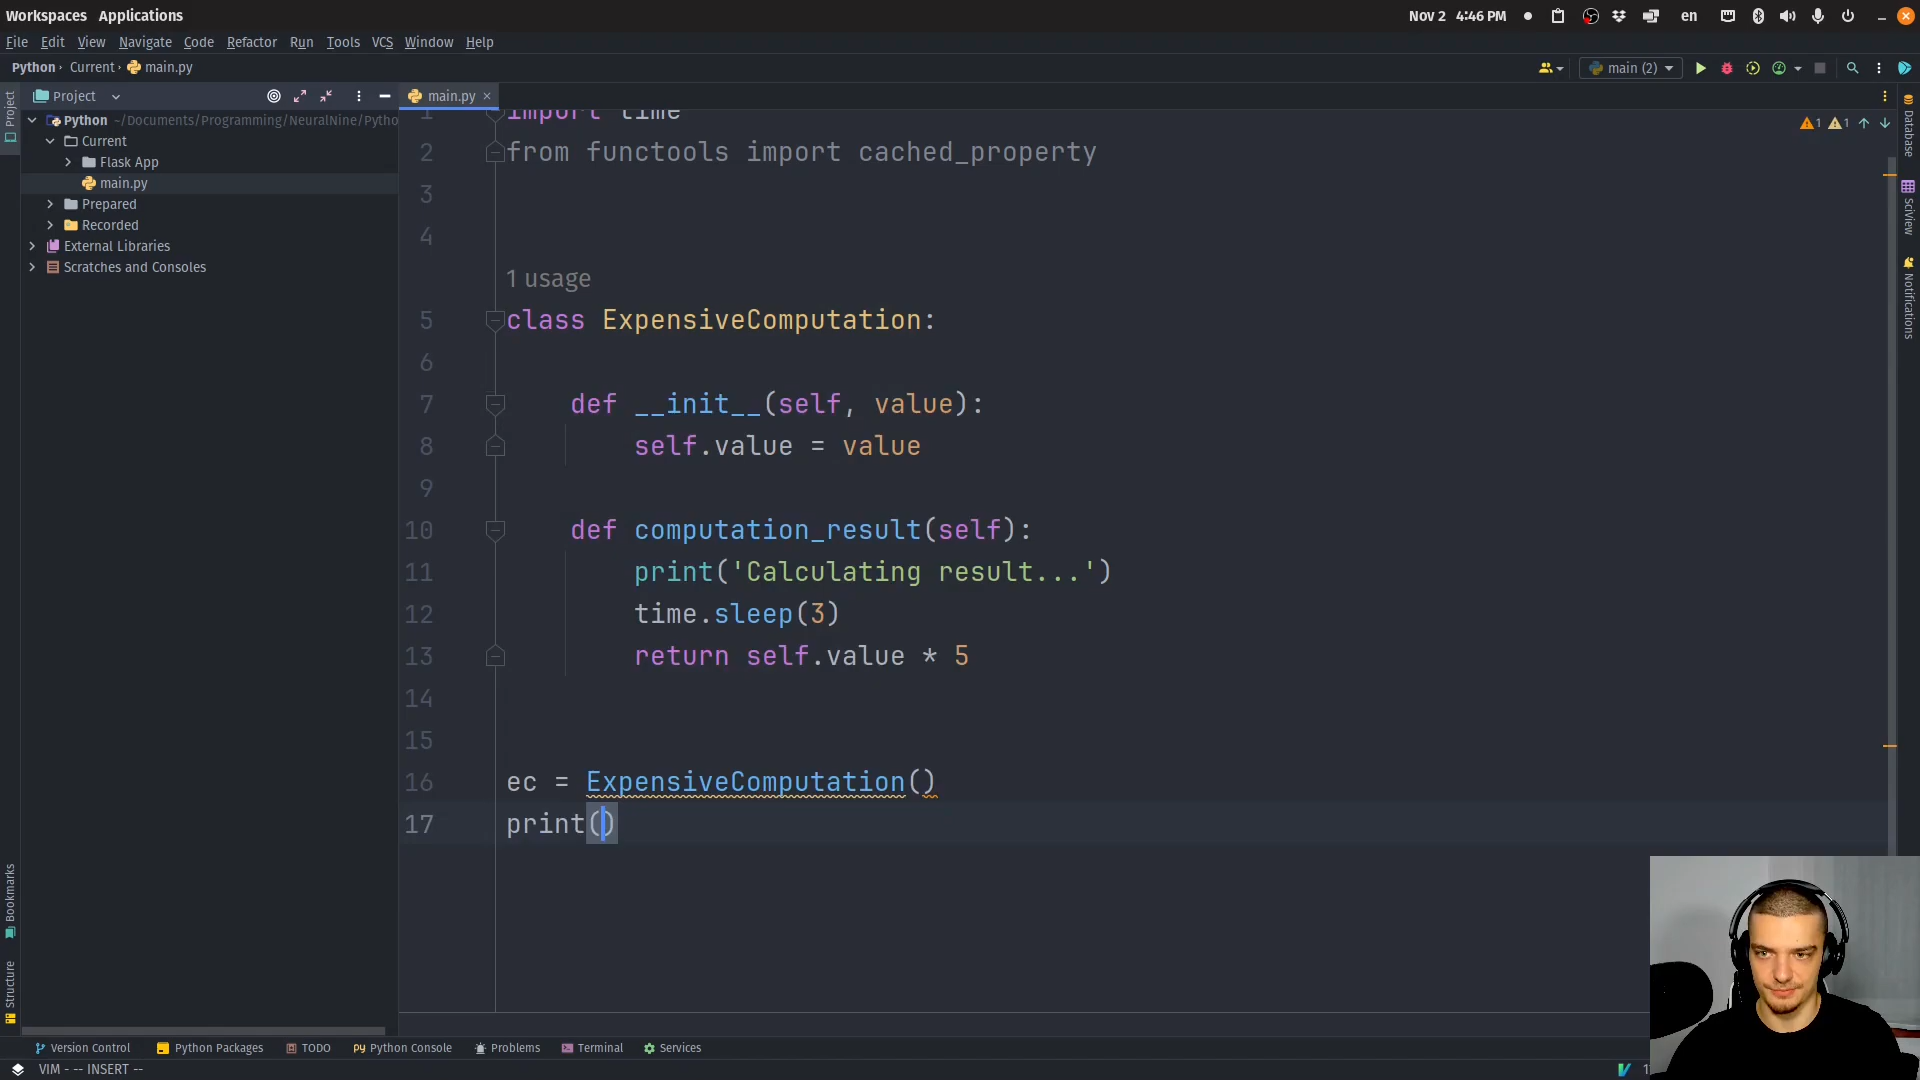 Workspaces Applications
Nov 2 4:46 PM
en
File Edit View Navigate Code Refactor Run Tools VCS Window Help
Python Current main.py
main (2)
Project
main.py
Python ~/Documents/Programming/NeuralNine/Pytho
Current
Flask App
main.py
Prepared
Recorded
External Libraries
Scratches and Consoles
1 import time
2 from functools import cached_property
3
4
1 usage
5 class ExpensiveComputation:
6
7 def __init__(self, value):
8 self.value = value
9
10 def computation_result(self):
11 print('Calculating result...')
12 time.sleep(3)
13 return self.value * 5
14
15
16 ec = ExpensiveComputation()
17 print()
1 1
Project
Bookmarks
Structure
Database
SciView
Notifications
Version Control Python Packages TODO Python Console Problems Terminal Services
VIM - -- INSERT --